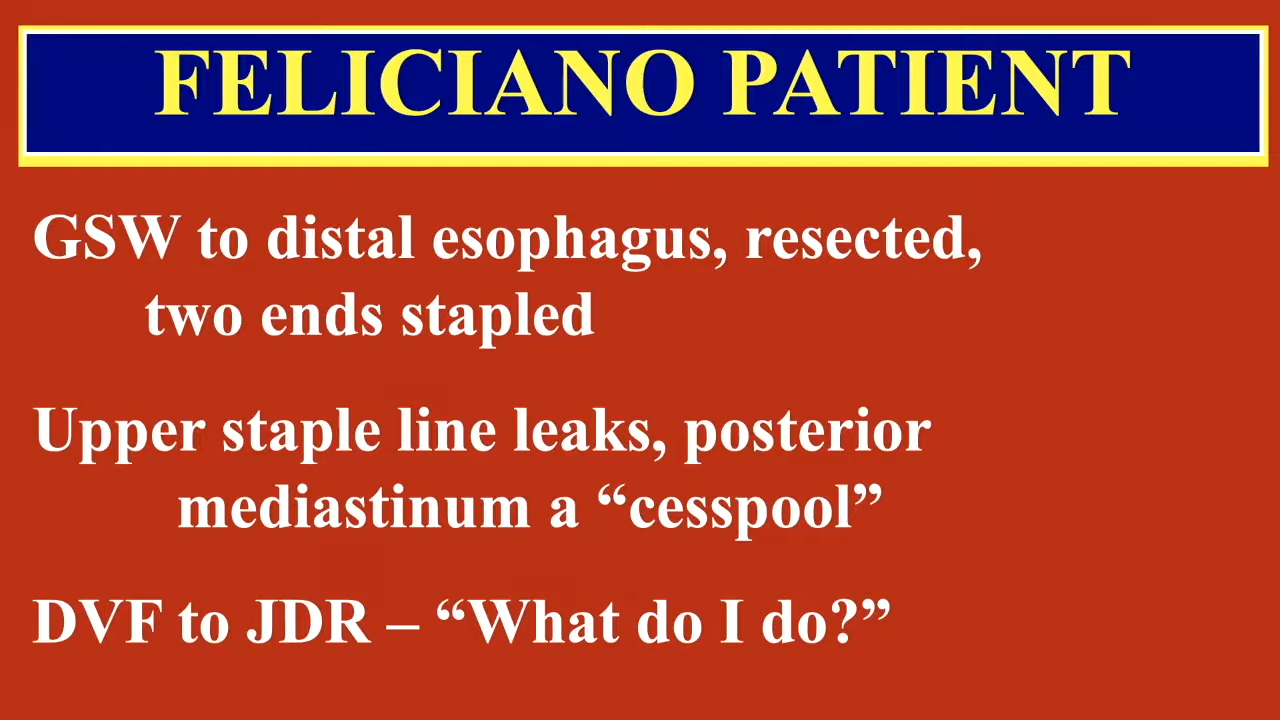 FELICIANO PATIENT
GSW to distal esophagus, resected,
two ends stapled
Upper staple line leaks, posterior
mediastinum a “cesspool”
DVF to JDR – “What do I do?”